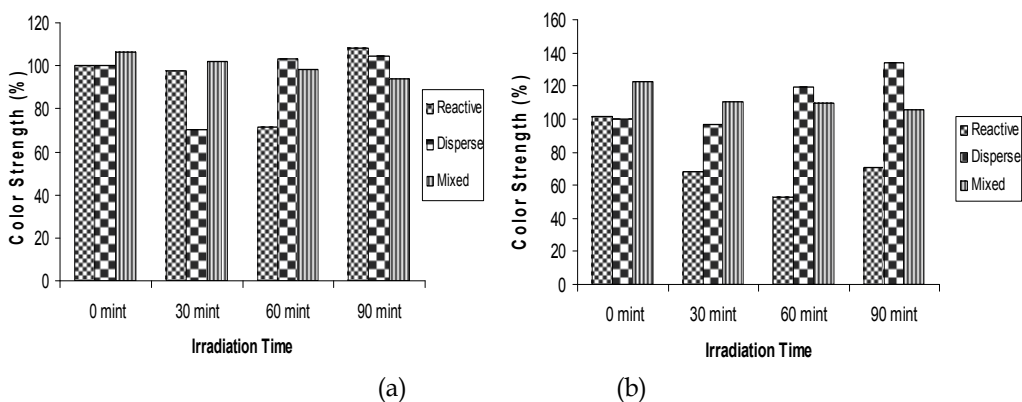 120
100
80
60
40
20
0
Color Strength (%)
0 mint 30 mint 60 mint 90 mint
Irradiation Time
Reactive
Disperse
Mixed
(a)
160
140
120
100
80
60
40
20
0
Color Strength (%)
0 mint 30 mint 60 mint 90 mint
Irradiation Time
Reactive
Disperse
Mixed
(b)